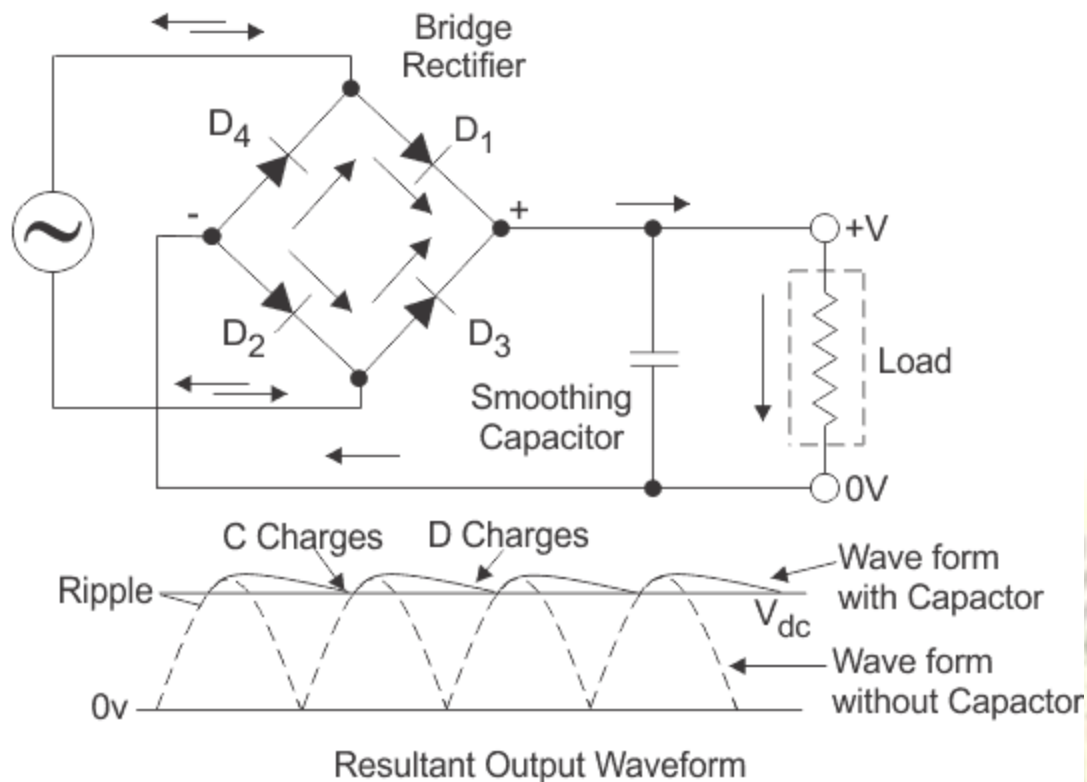 Bridge
Rectifier
D4
D1
-
+
+V
D2
D3
Load
Smoothing
Capacitor
0V
C Charges
D Charges
Wave form
with Capactor
Ripple
Vdc
Wave form
without Capactor
0v
Resultant Output Waveform